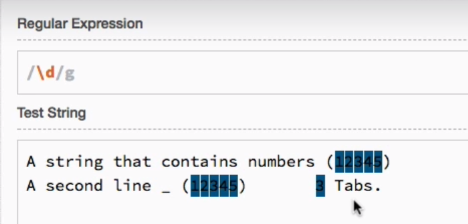 Regular Expression
/\d/g
Test String
A string that contains numbers (12345)
A second line _ (12345)       3 Tabs.